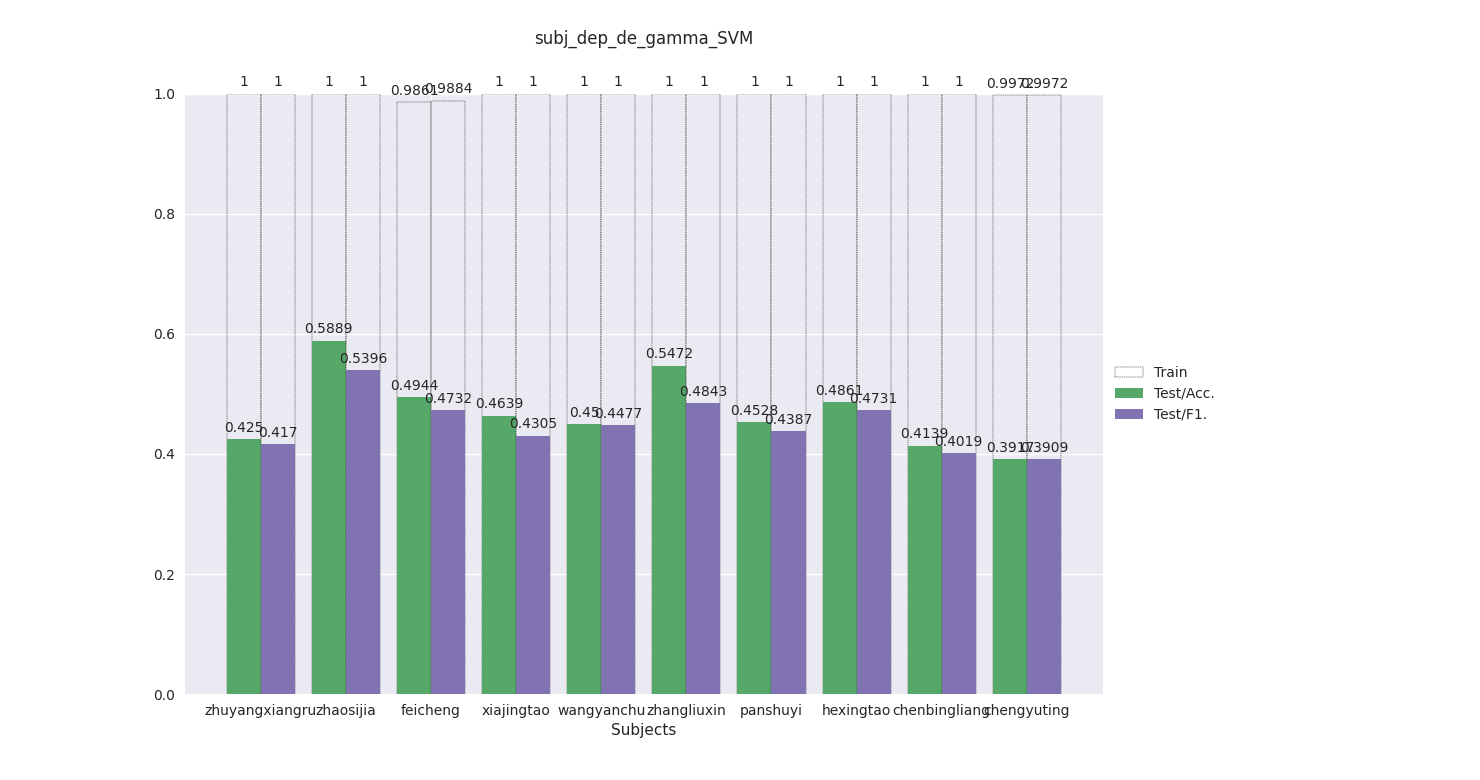 subj_dep_de_gamma_SVM
1 1 1 1 0.9861 0.9884 1 1 1 1 1 1 1 1 1 1 1 1 0.9972 0.9972
1.0
0.8
0.6
0.4
0.2
0.0
0.425 0.417 0.5889 0.5396 0.4944 0.4732 0.4639 0.4305 0.45 0.4477 0.5472 0.4843 0.4528 0.4387 0.4861 0.4731 0.4139 0.4019 0.3917 0.3909
Train
Test/Acc.
Test/F1.
zhuyangxiangru zhaosijia feicheng xiajingtao wangyanchu zhangliuxin panshuyi hexingtao chenbingliang chengyuting
Subjects